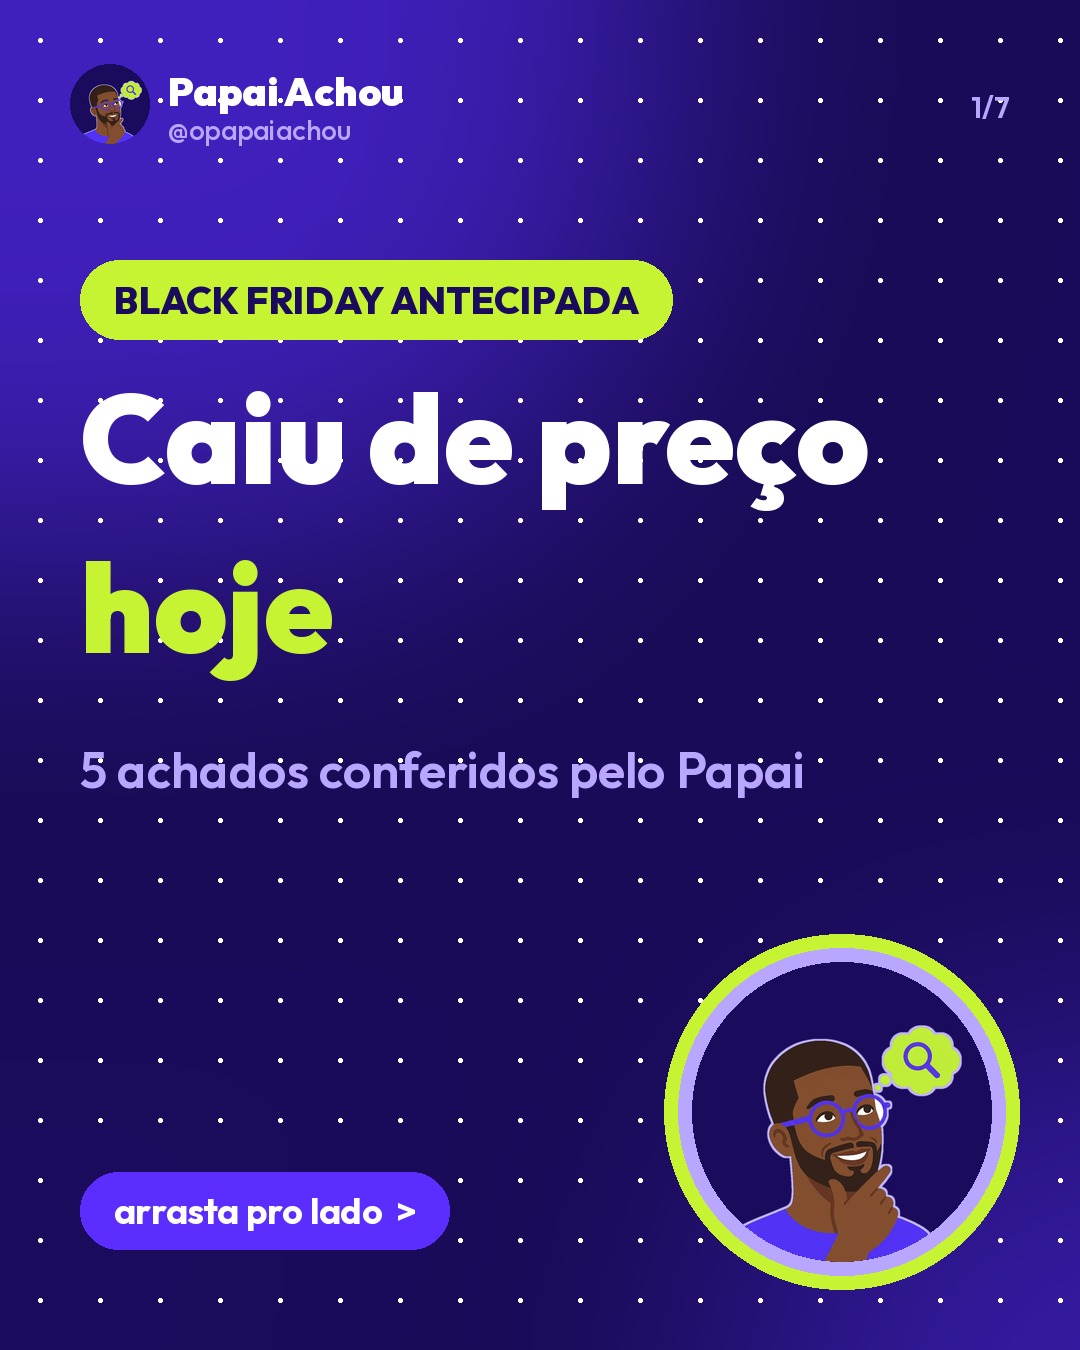 PapaiAchou
@opapaiachou
1/7
BLACK FRIDAY ANTECIPADA
Caiu de preço
hoje
5 achados conferidos pelo Papai
arrasta pro lado >